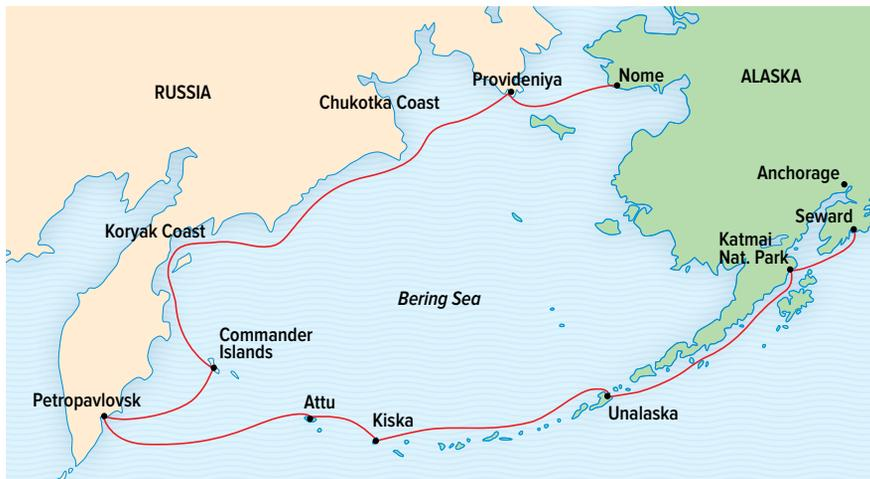 Provideniya
Nome
ALASKA
RUSSIA
Chukotka Coast
Anchorage
Seward
Koryak Coast
Katmai
Nat. Park
Bering Sea
Commander
Islands
Petropavlovsk
Attu
Kiska
Unalaska